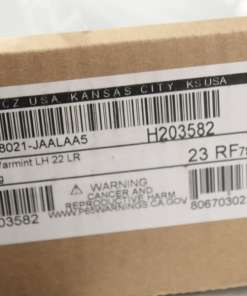 CZ USA KANSAS CITY KS USA
8021-JAALAA5
H203582
Varmint LH 22 LR
23 RF
WARNING
CANCER AND
REPRODUCTIVE HARM
WWW.P65WARNINGS.CA.GOV
03582
80670302